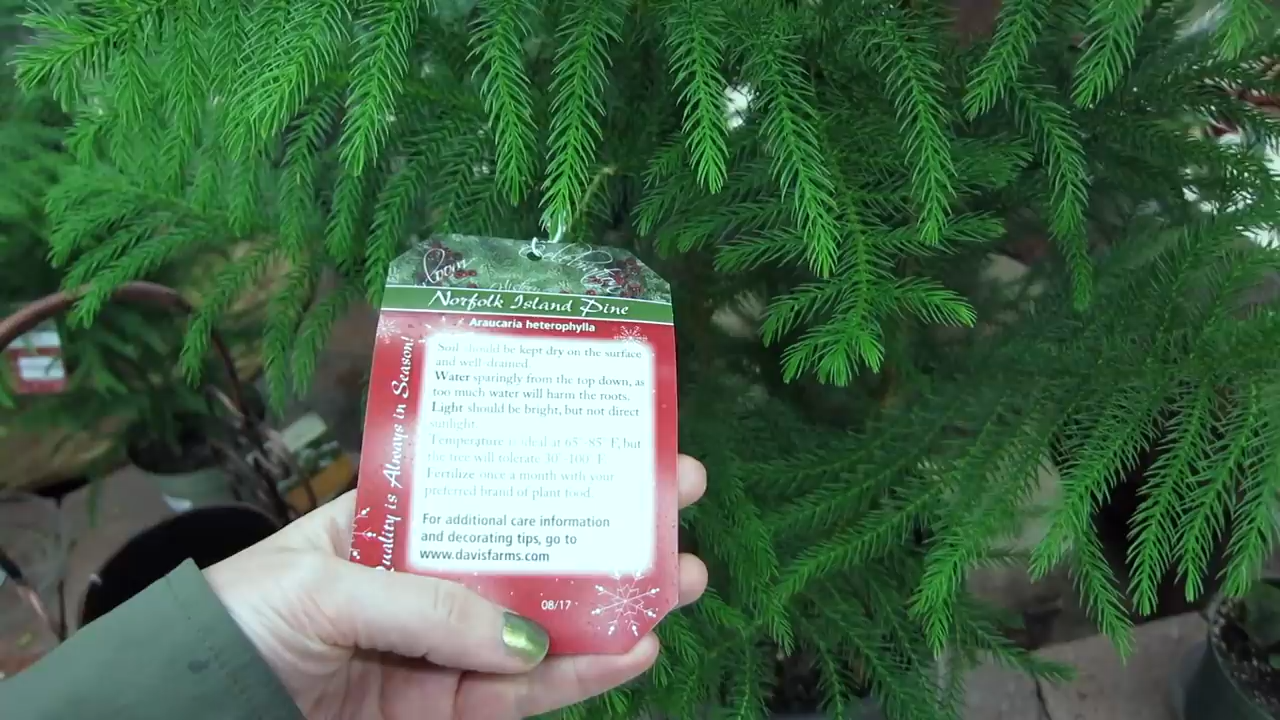 Bloom
Norfolk Island Pine
Araucaria heterophylla
Quality is Always in Season!
Soil should be kept dry on the surface
and well-drained.
Water sparingly from the top down, as
too much water will harm the roots.
Light should be bright, but not direct
sunlight.
Temperature is ideal at 65°-85° F, but
the tree will tolerate 30°-100° F.
Fertilize once a month with your
preferred brand of plant food.
For additional care information
and decorating tips, go to
www.davisfarms.com
08/17